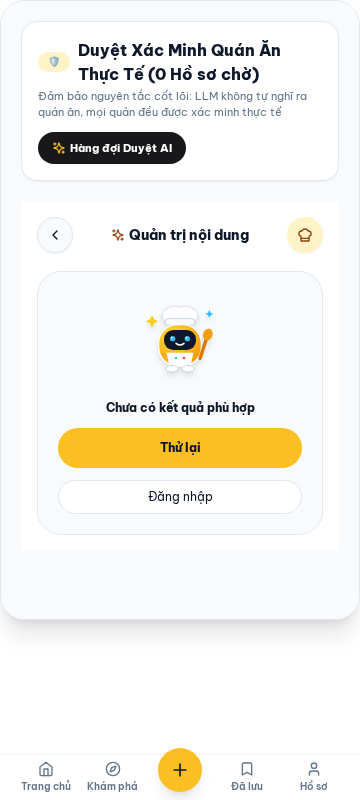 Duyệt Xác Minh Quán Ăn
Thực Tế (0 Hồ sơ chờ)
Đảm bảo nguyên tắc cốt lõi: LLM không tự nghĩ ra
quán ăn, mọi quán đều được xác minh thực tế
Hàng đợi Duyệt AI
Quản trị nội dung
Chưa có kết quả phù hợp
Thử lại
Đăng nhập
Trang chủ
Khám phá
Đã lưu
Hồ sơ